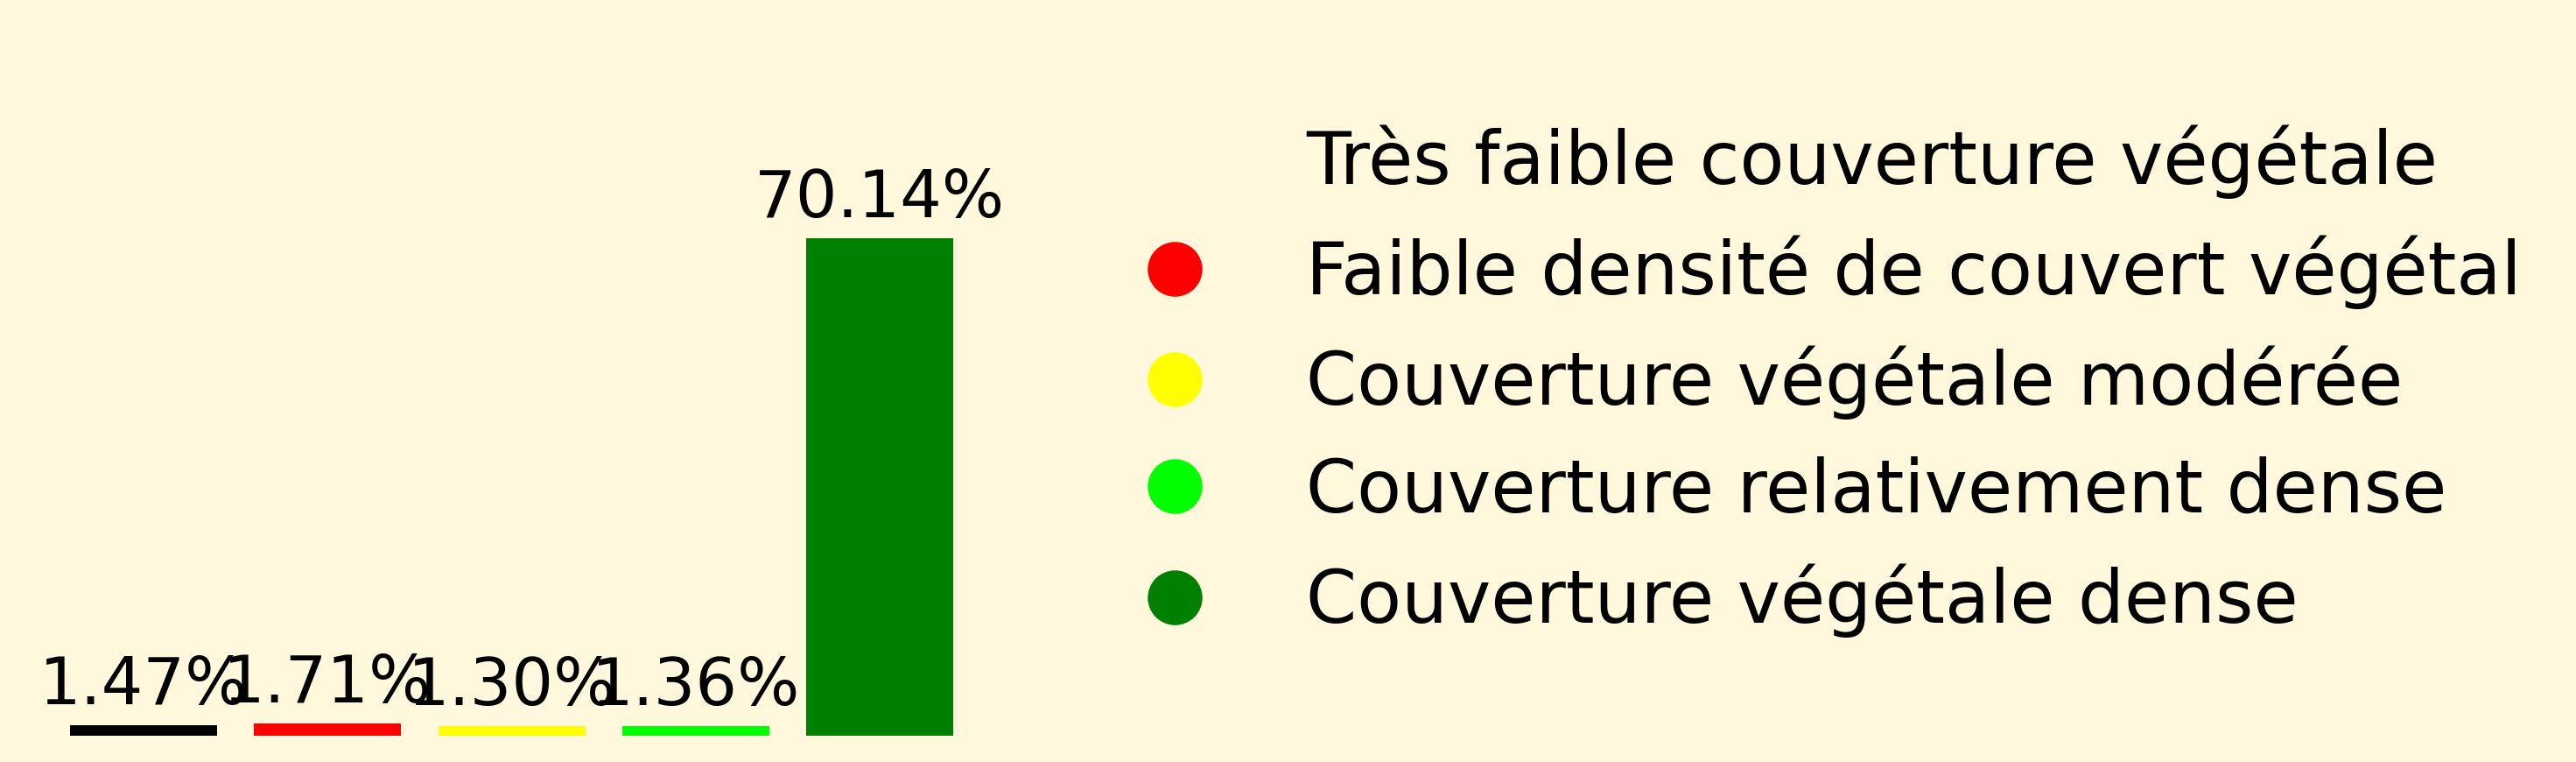 Très faible couverture végétale
70.14%
Faible densité de couvert végétal
Couverture végétale modérée
Couverture relativement dense
Couverture végétale dense
1.47%
1.71%
1.30%
1.36%